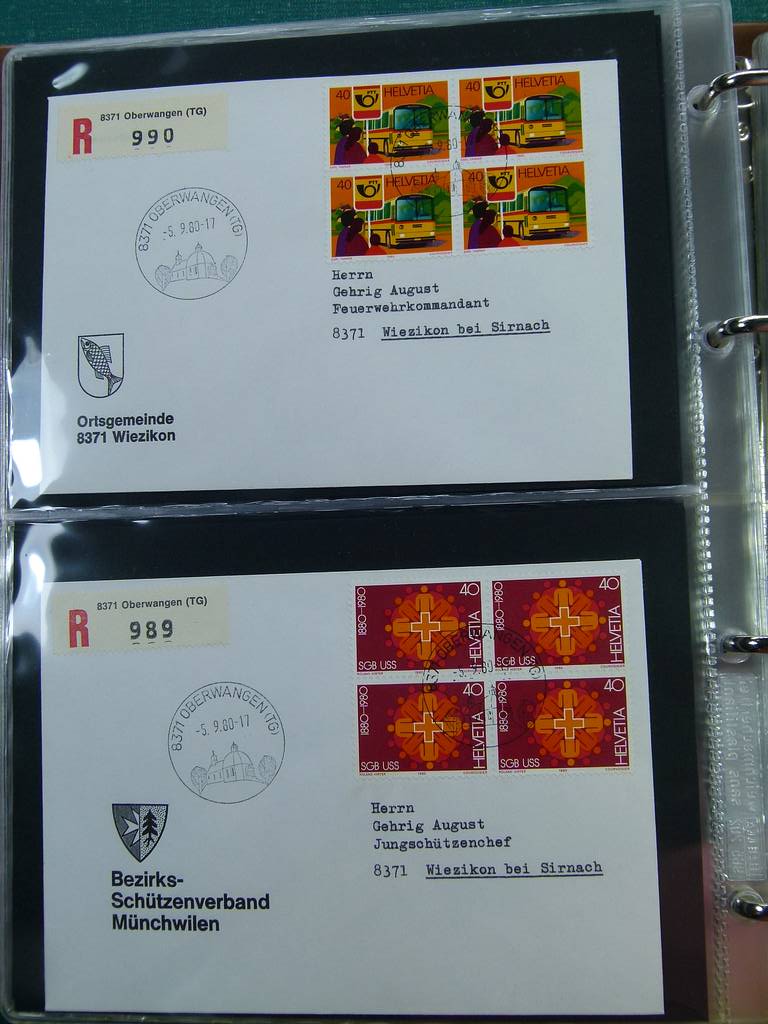 8371 Oberwangen (TG)
R 990
40 HELVETIA PTT
40 HELVETIA PTT
40 HELVETIA PTT
40 HELVETIA PTT
8371 OBERWANGEN (TG)
-5. 9.80-17
Herrn
Gehrig August
Feuerwehrkommandant
8371 Wiezikon bei Sirnach
Ortsgemeinde
8371 Wiezikon
8371 Oberwangen (TG)
R 989
1880-1980 40 HELVETIA
SGB USS
1880-1980 40 HELVETIA
SGB USS
1880-1980 40 HELVETIA
SGB USS
1880-1980 40 HELVETIA
SGB USS
8371 OBERWANGEN (TG)
-5. 9.80-17
Herrn
Gehrig August
Jungschützenchef
8371 Wiezikon bei Sirnach
Bezirks-
Schützenverband
Münchwilen